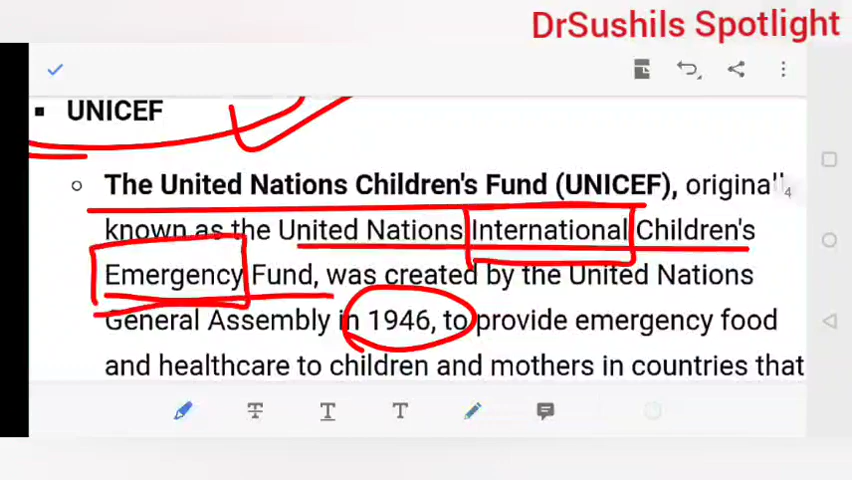 DrSushils Spotlight
▪ UNICEF
○ The United Nations Children's Fund (UNICEF), originall
4
known as the United Nations International Children's
Emergency Fund, was created by the United Nations
General Assembly in 1946, to provide emergency food
and healthcare to children and mothers in countries that
T T T